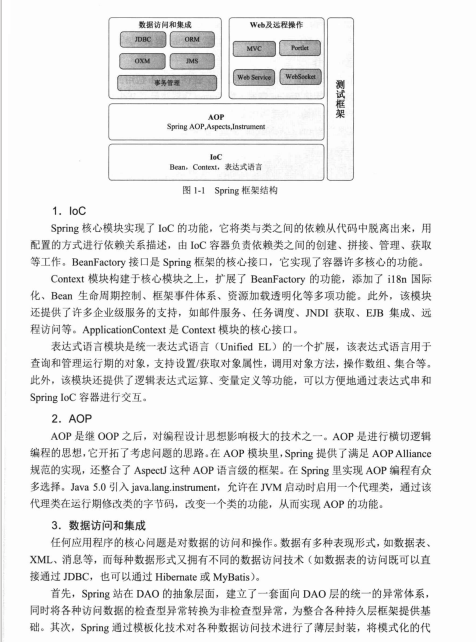 数据访问和集成
Web及远程操作
JDBC
ORM
MVC
Portlet
OXM
JMS
Web Service
WebSocket
事务管理
测试框架
AOP
Spring AOP,Aspects,Instrument
IoC
Bean，Context，表达式语言
图 1-1 Spring 框架结构
1．IoC
Spring 核心模块实现了 IoC 的功能，它将类与类之间的依赖从代码中脱离出来，用
配置的方式进行依赖关系描述，由 IoC 容器负责依赖类之间的创建、拼接、管理、获取
等工作。BeanFactory 接口是 Spring 框架的核心接口，它实现了容器许多核心的功能。
Context 模块构建于核心模块之上，扩展了 BeanFactory 的功能，添加了 i18n 国际
化、Bean 生命周期控制、框架事件体系、资源加载透明化等多项功能。此外，该模块
还提供了许多企业级服务的支持，如邮件服务、任务调度、JNDI 获取、EJB 集成、远
程访问等。ApplicationContext 是 Context 模块的核心接口。
表达式语言模块是统一表达式语言（Unified EL）的一个扩展，该表达式语言用于
查询和管理运行期的对象，支持设置/获取对象属性，调用对象方法，操作数组、集合等。
此外，该模块还提供了逻辑表达式运算、变量定义等功能，可以方便地通过表达式串和
Spring IoC 容器进行交互。
2．AOP
AOP 是继 OOP 之后，对编程设计思想影响极大的技术之一。AOP 是进行横切逻辑
编程的思想，它开拓了考虑问题的思路。在 AOP 模块里，Spring 提供了满足 AOP Alliance
规范的实现，还整合了 AspectJ 这种 AOP 语言级的框架。在 Spring 里实现 AOP 编程有众
多选择。Java 5.0 引入 java.lang.instrument，允许在 JVM 启动时启用一个代理类，通过该
代理类在运行期修改类的字节码，改变一个类的功能，从而实现 AOP 的功能。
3．数据访问和集成
任何应用程序的核心问题是对数据的访问和操作。数据有多种表现形式，如数据表、
XML、消息等，而每种数据形式又拥有不同的数据访问技术（如数据表的访问既可以直
接通过 JDBC，也可以通过 Hibernate 或 MyBatis）。
首先，Spring 站在 DAO 的抽象层面，建立了一套面向 DAO 层的统一的异常体系，
同时将各种访问数据的检查型异常转换为非检查型异常，为整合各种持久层框架提供基
础。其次，Spring 通过模板化技术对各种数据访问技术进行了薄层封装，将模式化的代